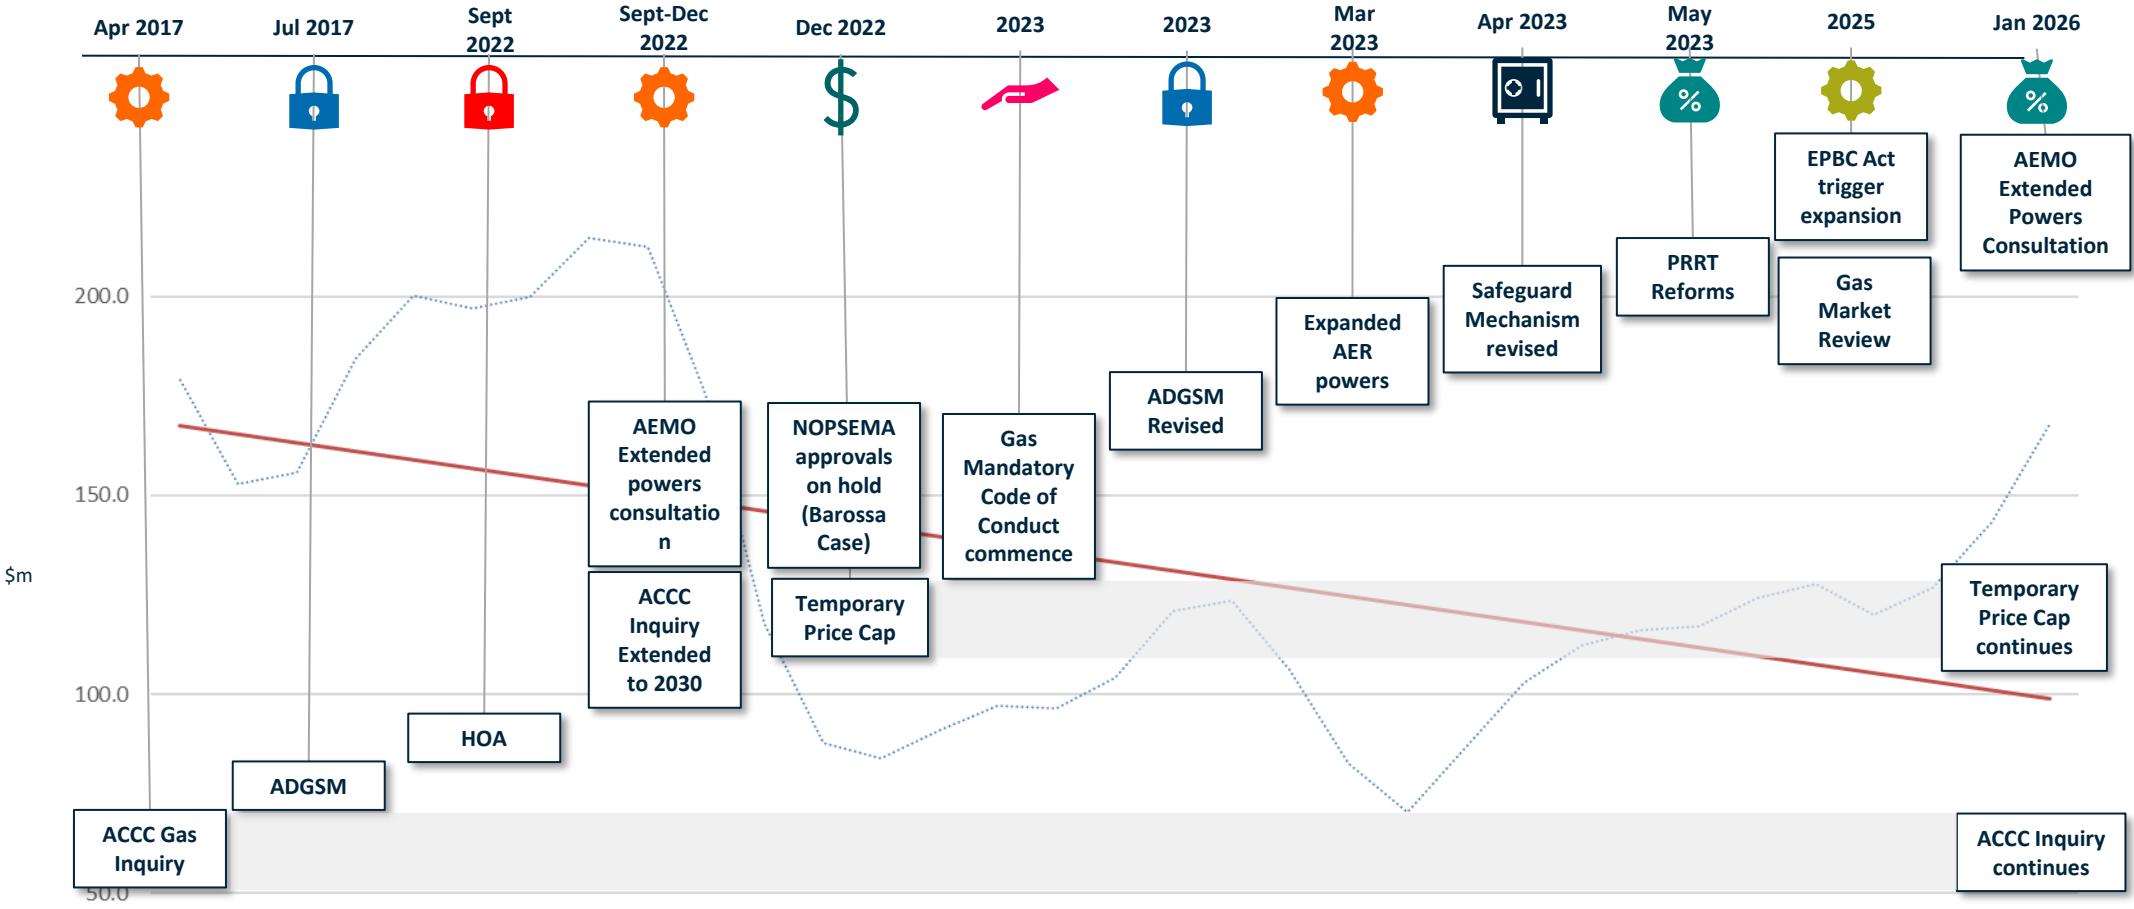 Apr 2017
Jul 2017
Sept
2022
Sept-Dec
2022
Dec 2022
2023
2023
Mar
2023
Apr 2023
May
2023
2025
Jan 2026
%
%
EPBC Act
trigger
expansion
AEMO
Extended
Powers
Consultation
PRRT
Reforms
Gas
Market
Review
Safeguard
Mechanism
revised
Expanded
AER
powers
ADGSM
Revised
AEMO
Extended
powers
consultatio
n
NOPSEMA
approvals
on hold
(Barossa
Case)
Gas
Mandatory
Code of
Conduct
commence
ACCC
Inquiry
Extended
to 2030
Temporary
Price Cap
Temporary
Price Cap
continues
HOA
ADGSM
ACCC Gas
Inquiry
ACCC Inquiry
continues
200.0
150.0
$m
100.0
50.0